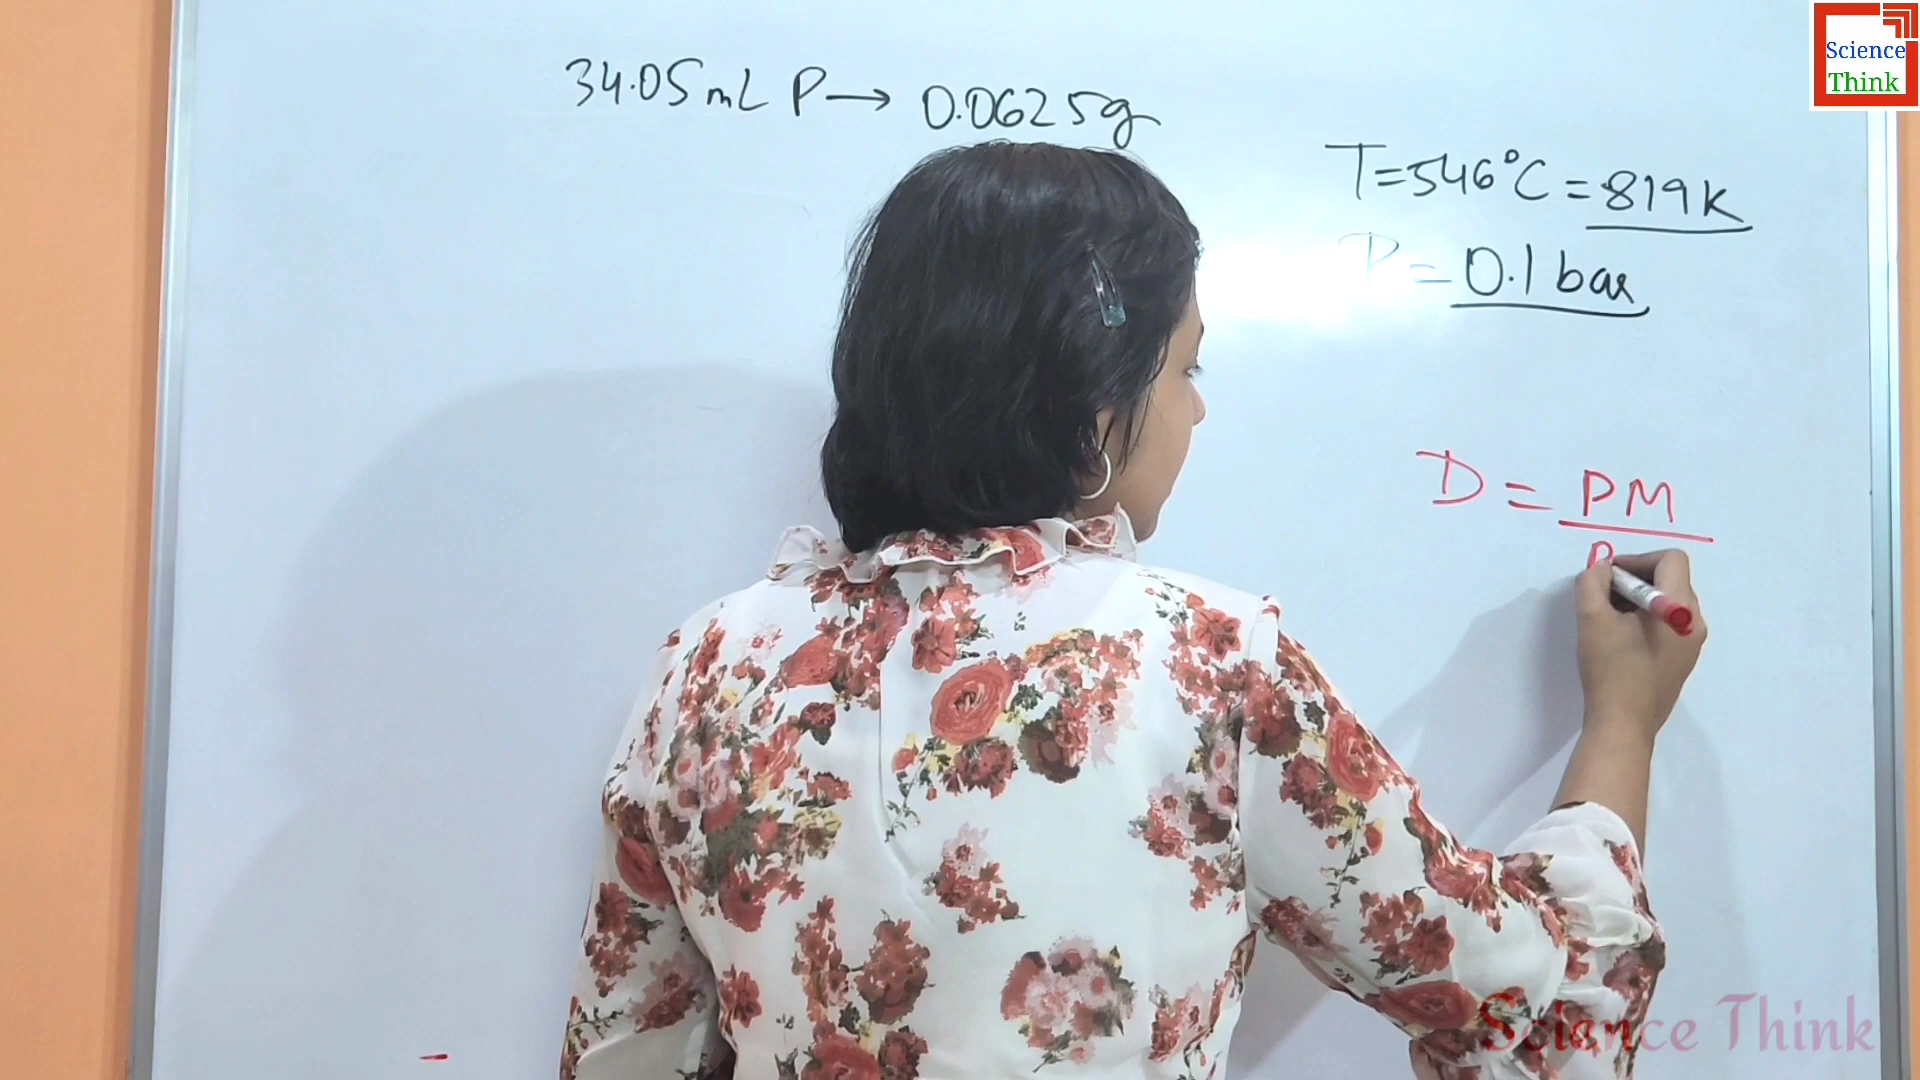 Science
Think
34.05 mL P → 0.0625g
T = 546°C = 819 K
P = 0.1 bar
D = PM
Science Think